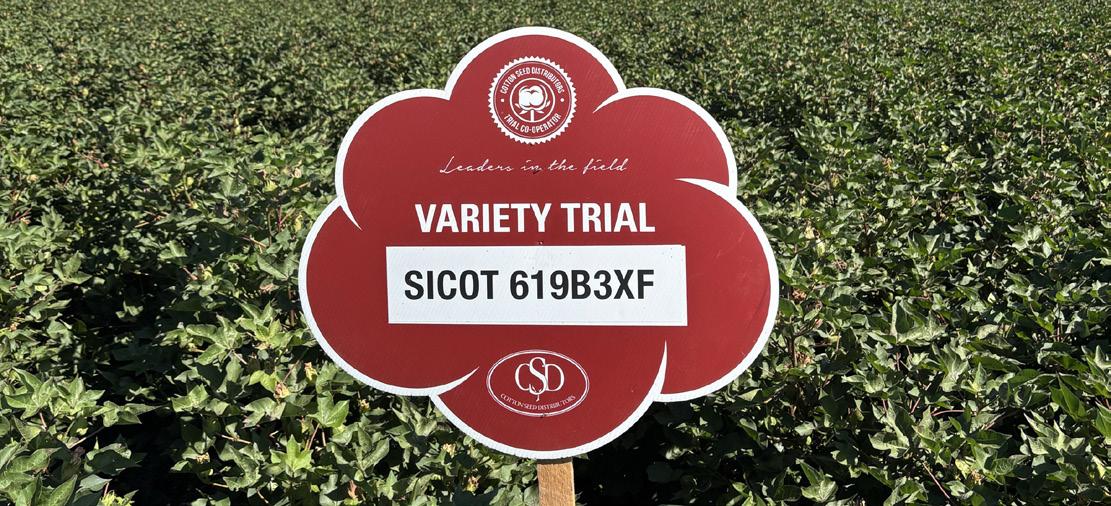 COTTON SEED DISTRIBUTORS
TRIAL CO-OPERATOR
Leaders in the field
VARIETY TRIAL
SICOT 619B3XF
CSD
COTTON SEED DISTRIBUTORS